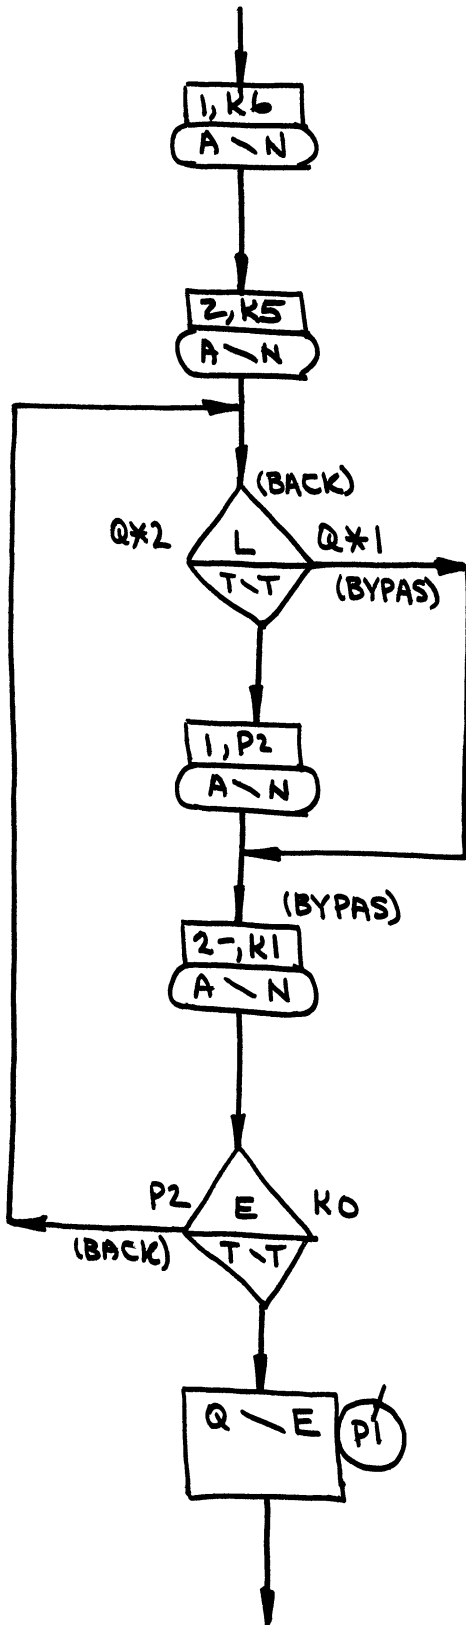 1, K6
A \ N
2, K5
A \ N
(BACK)
Q*2 L Q*1
T \ T (BYPAS)
1, P2
A \ N
(BYPAS)
2-, K1
A \ N
P2 E K0
(BACK) T \ T
Q \ E P1